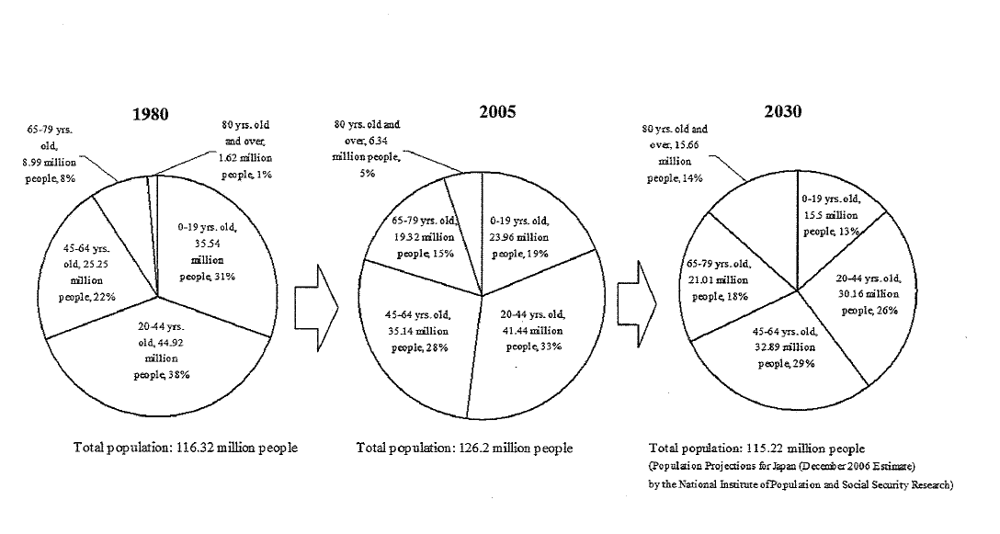 1980
65-79 yrs.
old,
8.99 million
people, 8%
80 yrs. old
and over,
1.62 million
people, 1%
0-19 yrs. old,
35.54
million
people, 31%
45-64 yrs.
old, 25.25
million
people, 22%
20-44 yrs.
old, 44.92
million
people, 38%
Total population: 116.32 million people
2005
80 yrs. old and
over, 6.34
million people,
5%
65-79 yrs. old,
19.32 million
people, 15%
0-19 yrs. old,
23.96 million
people, 19%
45-64 yrs. old,
35.14 million
people, 28%
20-44 yrs. old,
41.44 million
people, 33%
Total population: 126.2 million people
2030
80 yrs. old and
over, 15.66
million
people, 14%
0-19 yrs. old,
15.5 million
people, 13%
65-79 yrs. old,
21.01 million
people, 18%
20-44 yrs. old,
30.16 million
people, 26%
45-64 yrs. old,
32.89 million
people, 29%
Total population: 115.22 million people
(Population Projections for Japan (December 2006 Estimate)
by the National Institute of Population and Social Security Research)